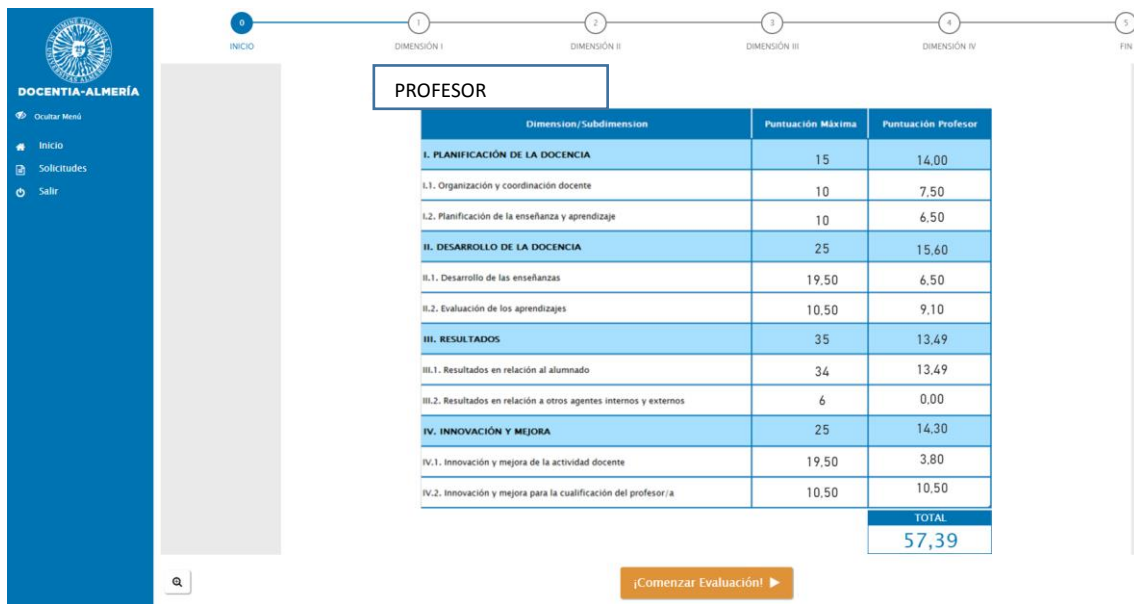 0 1 2 3 4 5
INICIO DIMENSIÓN I DIMENSIÓN II DIMENSIÓN III DIMENSIÓN IV FIN
DOCENTIA-ALMERÍA
Ocultar Menú
Inicio
Solicitudes
Salir
PROFESOR
Dimension/Subdimension Puntuación Máxima Puntuación Profesor
I. PLANIFICACIÓN DE LA DOCENCIA 15 14,00
I.1. Organización y coordinación docente 10 7,50
I.2. Planificación de la enseñanza y aprendizaje 10 6,50
II. DESARROLLO DE LA DOCENCIA 25 15,60
II.1. Desarrollo de las enseñanzas 19,50 6,50
II.2. Evaluación de los aprendizajes 10,50 9,10
III. RESULTADOS 35 13,49
III.1. Resultados en relación al alumnado 34 13,49
III.2. Resultados en relación a otros agentes internos y externos 6 0,00
IV. INNOVACIÓN Y MEJORA 25 14,30
IV.1. Innovación y mejora de la actividad docente 19,50 3,80
IV.2. Innovación y mejora para la cualificación del profesor/a 10,50 10,50
TOTAL
57,39
¡Comenzar Evaluación!